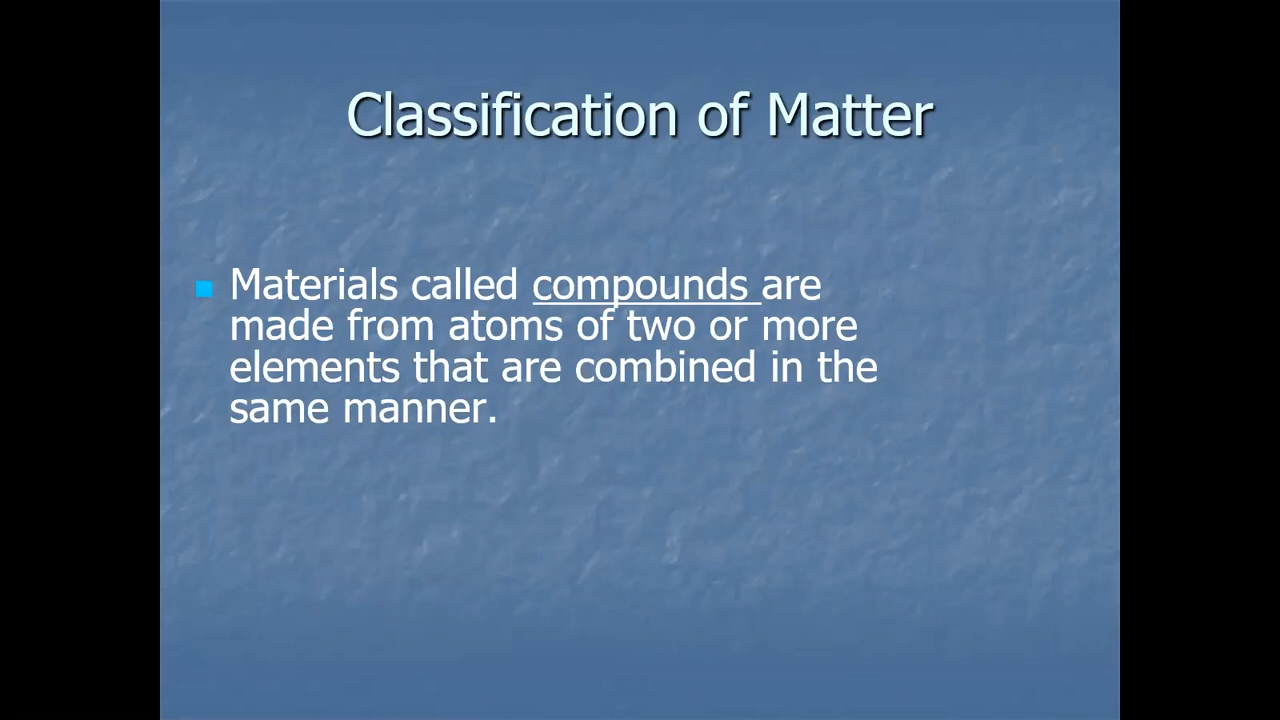 Classification of Matter
Materials called compounds are
made from atoms of two or more
elements that are combined in the
same manner.